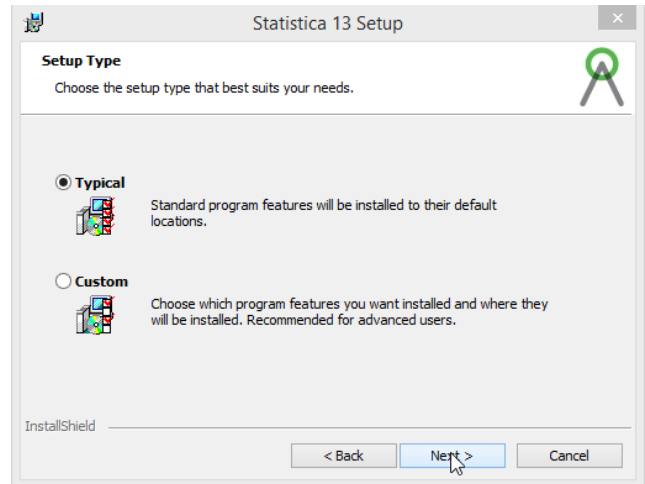 Statistica 13 Setup
Setup Type
Choose the setup type that best suits your needs.
Typical
Standard program features will be installed to their default
locations.
Custom
Choose which program features you want installed and where they
will be installed. Recommended for advanced users.
InstallShield
< Back
Next >
Cancel